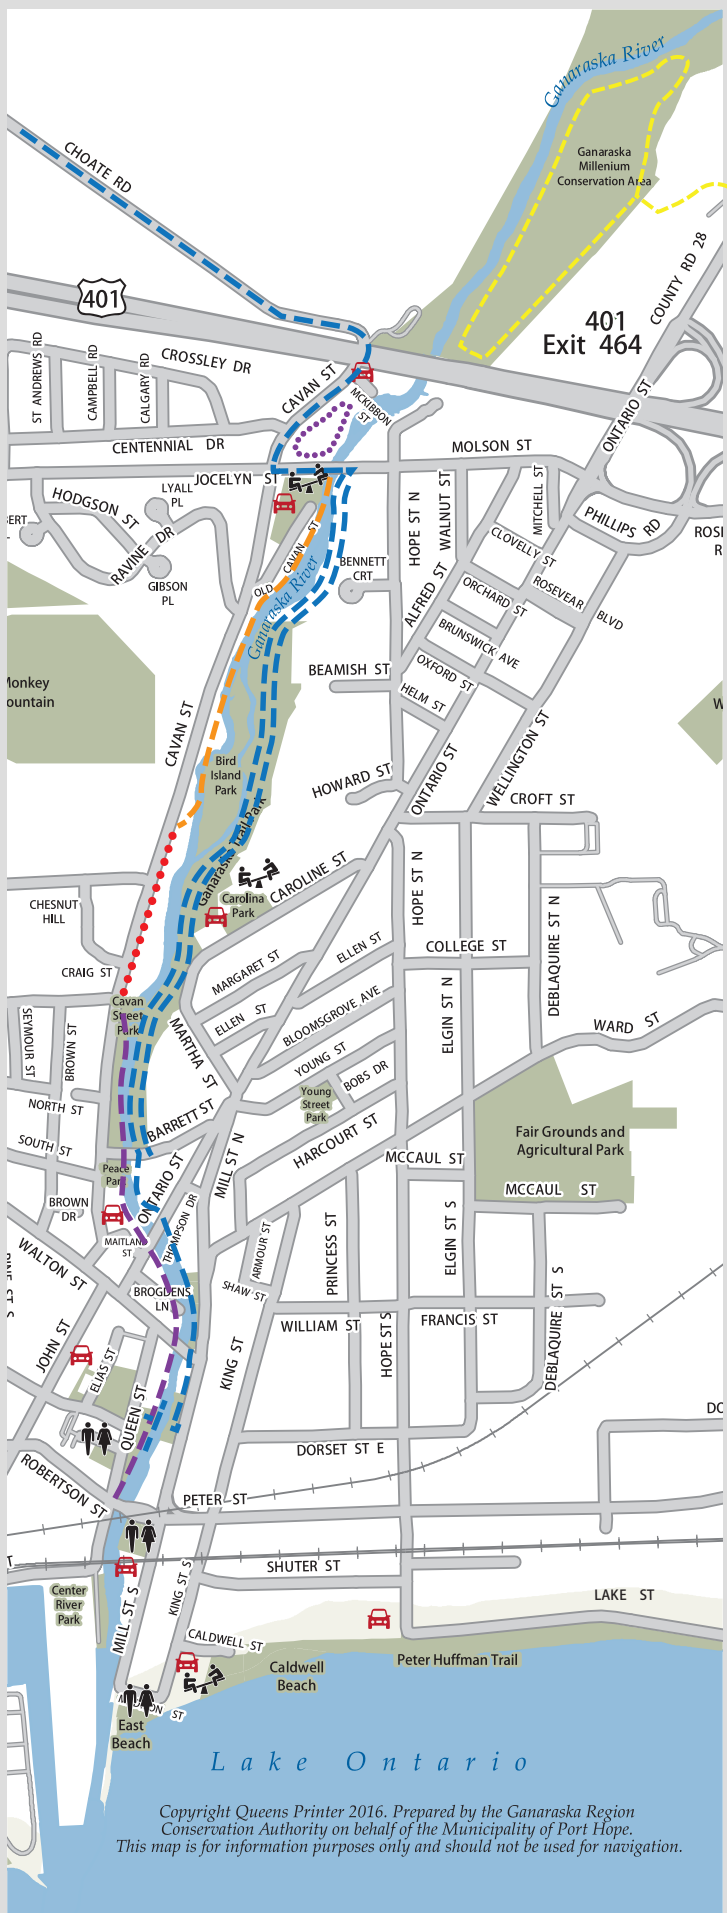 Ganaraska River
Ganaraska
Millenium
Conservation Area
CHOATE RD
COUNTY RD 28
401
401
Exit 464
ST ANDREWS RD
CAMPBELL RD
CALGARY RD
CROSSLEY DR
CAVAN ST
MCKIBBON
ST
ONTARIO ST
CENTENNIAL DR
MOLSON ST
JOCELYN ST
LYALL
PL
HODGSON ST
RAVINE DR
GIBSON
PL
OLD CAVAN ST
Ganaraska River
BENNETT
CRT
HOPE ST N
WALNUT ST
MITCHELL ST
PHILLIPS RD
CLOVELLY ST
ROSEVEAR BLVD
ALFRED ST
ORCHARD ST
BRUNSWICK AVE
OXFORD ST
HELM ST
BEAMISH ST
CAVAN ST
Bird
Island
Park
HOWARD ST
ONTARIO ST
WELLINGTON ST
CROFT ST
Ganaraska Trail Park
CAROLINE ST
Carolina
Park
CHESNUT
HILL
HOPE ST N
DEBLAQUIRE ST N
CRAIG ST
MARGARET ST
ELLEN ST
COLLEGE ST
Cavan
Street
Park
ELLEN ST
BLOOMSGROVE AVE
ELGIN ST N
WARD ST
SEYMOUR ST
BROWN ST
MARTHA ST
YOUNG ST
BOBS DR
Young
Street
Park
NORTH ST
BARRETT ST
HARCOURT ST
Fair Grounds and
Agricultural Park
SOUTH ST
MILL ST N
MCCAUL ST
MCCAUL ST
Peace
Park
BROWN
DR
ONTARIO ST
THOMPSON DR
MAITLAND
ST
WALTON ST
ARMOUR ST
PRINCESS ST
ELGIN ST S
SHAW ST
BROGDENS
LN
WILLIAM ST
HOPE ST S
FRANCIS ST
DEBLAQUIRE ST S
JOHN ST
ELIAS ST
KING ST
QUEEN ST
DORSET ST E
ROBERTSON ST
PETER ST
SHUTER ST
Center
River
Park
MILL ST S
KING ST S
LAKE ST
CALDWELL ST
Caldwell
Beach
Peter Huffman Trail
East
Beach
Lake Ontario
Copyright Queens Printer 2016. Prepared by the Ganaraska Region
Conservation Authority on behalf of the Municipality of Port Hope.
This map is for information purposes only and should not be used for navigation.